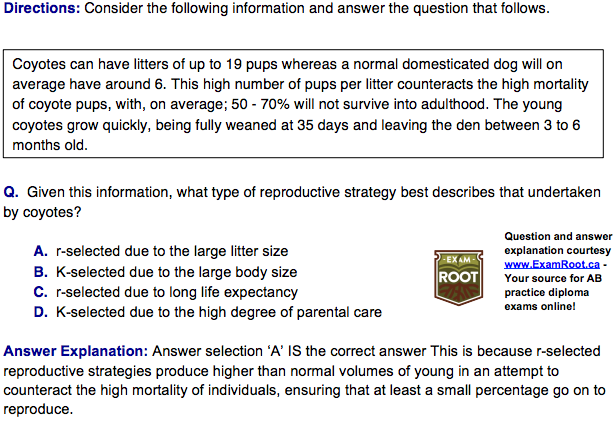 Directions: Consider the following information and answer the question that follows.
Coyotes can have litters of up to 19 pups whereas a normal domesticated dog will on
average have around 6. This high number of pups per litter counteracts the high mortality
of coyote pups, with, on average; 50 - 70% will not survive into adulthood. The young
coyotes grow quickly, being fully weaned at 35 days and leaving the den between 3 to 6
months old.
Q. Given this information, what type of reproductive strategy best describes that undertaken
by coyotes?
A. r-selected due to the large litter size
B. K-selected due to the large body size
C. r-selected due to long life expectancy
D. K-selected due to the high degree of parental care
EXAM
ROOT
Question and answer
explanation courtesy
www.ExamRoot.ca -
Your source for AB
practice diploma
exams online!
Answer Explanation: Answer selection ‘A’ IS the correct answer This is because r-selected
reproductive strategies produce higher than normal volumes of young in an attempt to
counteract the high mortality of individuals, ensuring that at least a small percentage go on to
reproduce.